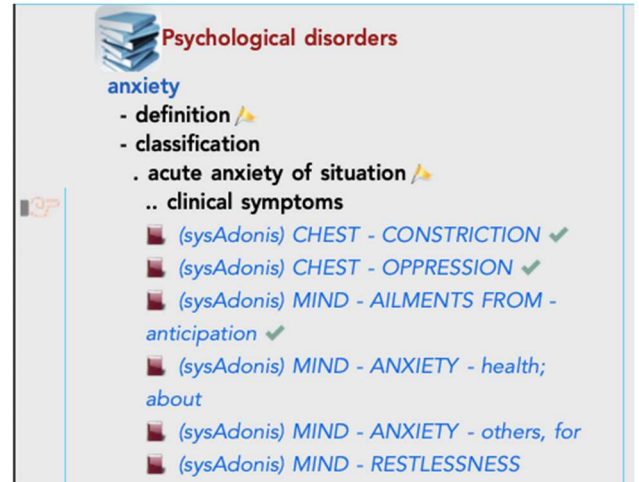 Psychological disorders
anxiety
- definition
- classification
. acute anxiety of situation
.. clinical symptoms
(sysAdonis) CHEST - CONSTRICTION
(sysAdonis) CHEST - OPPRESSION
(sysAdonis) MIND - AILMENTS FROM -
anticipation
(sysAdonis) MIND - ANXIETY - health;
about
(sysAdonis) MIND - ANXIETY - others, for
(sysAdonis) MIND - RESTLESSNESS